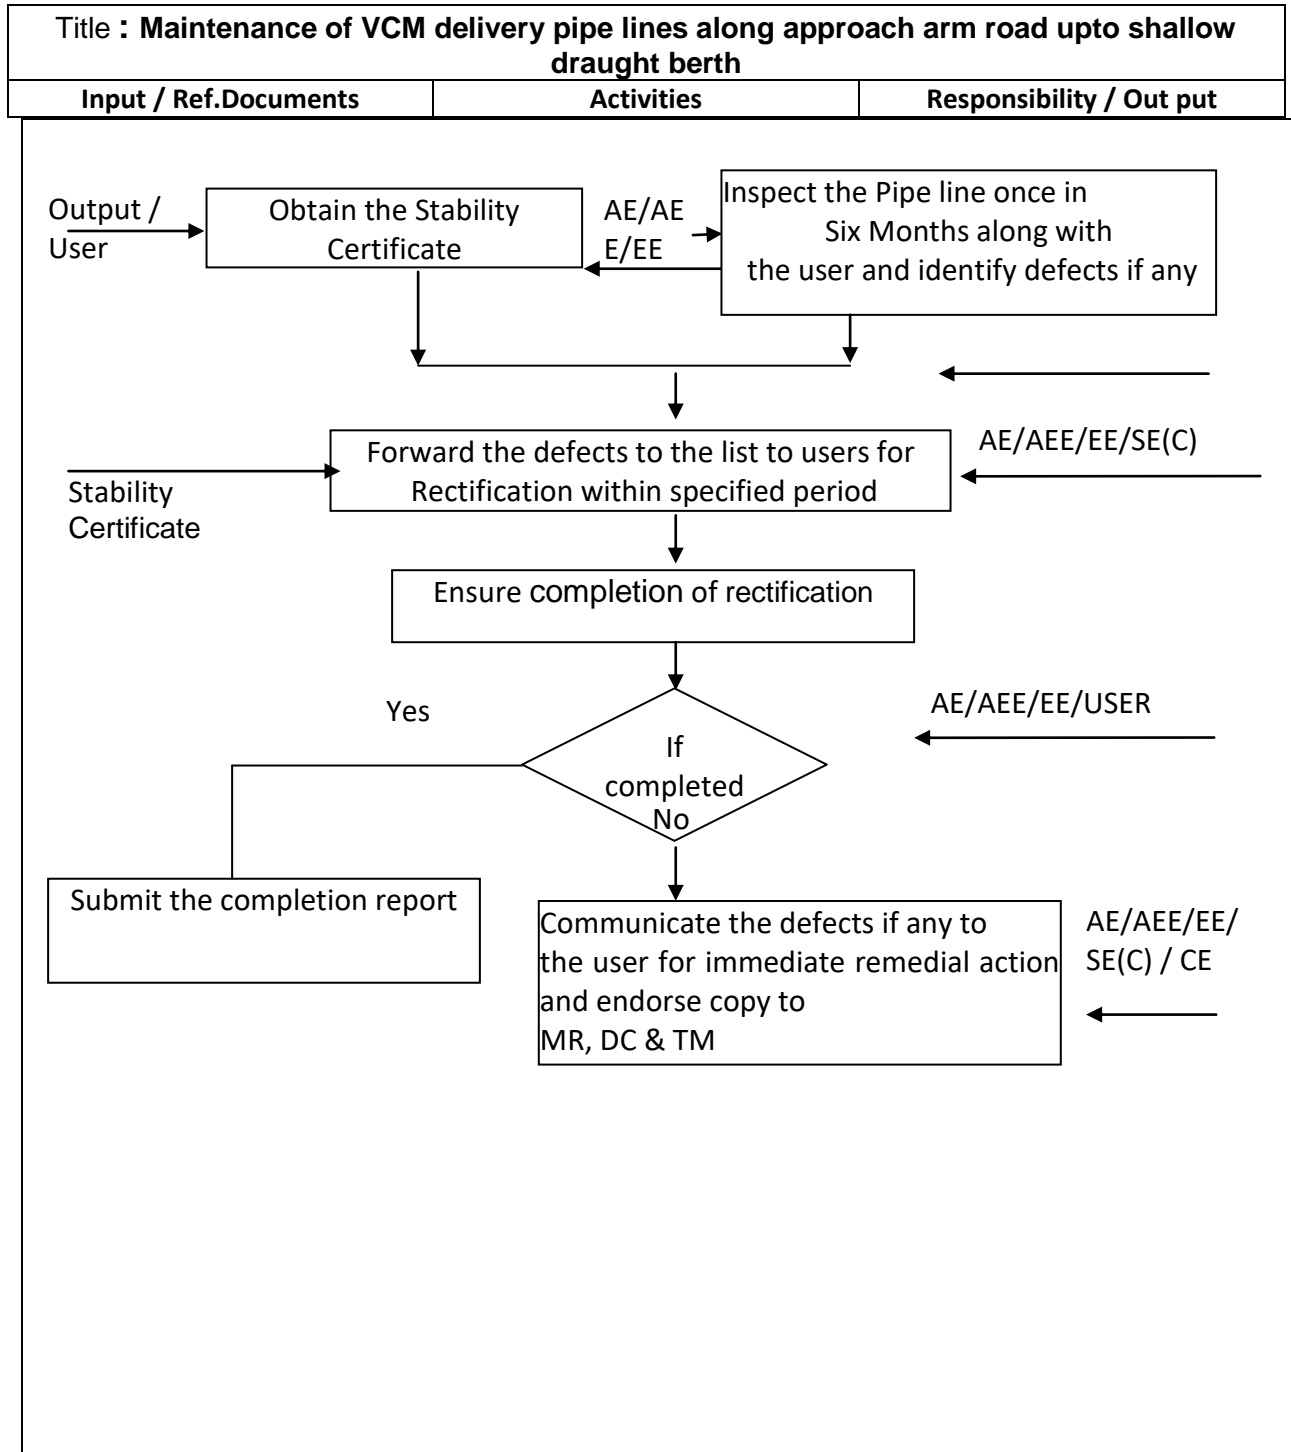 Title : Maintenance of VCM delivery pipe lines along approach arm road upto shallow
draught berth
Input / Ref.Documents
Activities
Responsibility / Out put
Output /
User
Obtain the Stability
Certificate
AE/AE
E/EE
Inspect the Pipe line once in
Six Months along with
the user and identify defects if any
Forward the defects to the list to users for
Rectification within specified period
AE/AEE/EE/SE(C)
Stability
Certificate
Ensure completion of rectification
Yes
AE/AEE/EE/USER
If
completed
No
Submit the completion report
Communicate the defects if any to
the user for immediate remedial action
and endorse copy to
MR, DC & TM
AE/AEE/EE/
SE(C) / CE